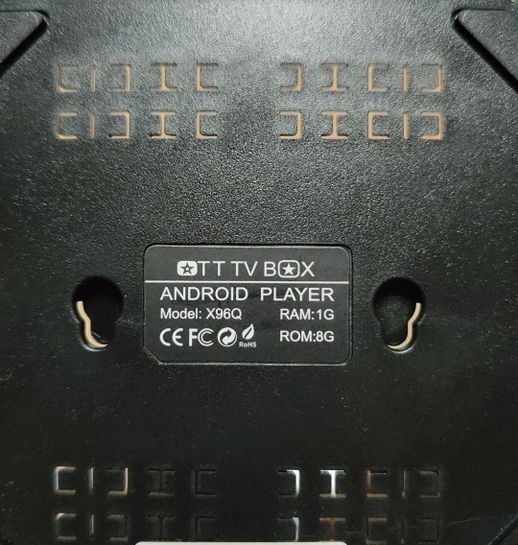 OTT TV BOX
ANDROID PLAYER
Model: X96Q RAM:1G
CE FC RoHS ROM:8G